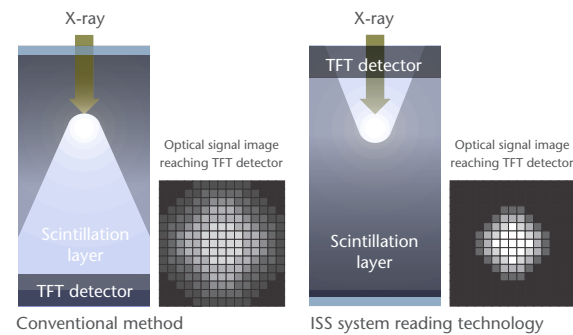 X-ray
Optical signal image
reaching TFT detector
Scintillation
layer
TFT detector
Conventional method
X-ray
TFT detector
Optical signal image
reaching TFT detector
Scintillation
layer
ISS system reading technology